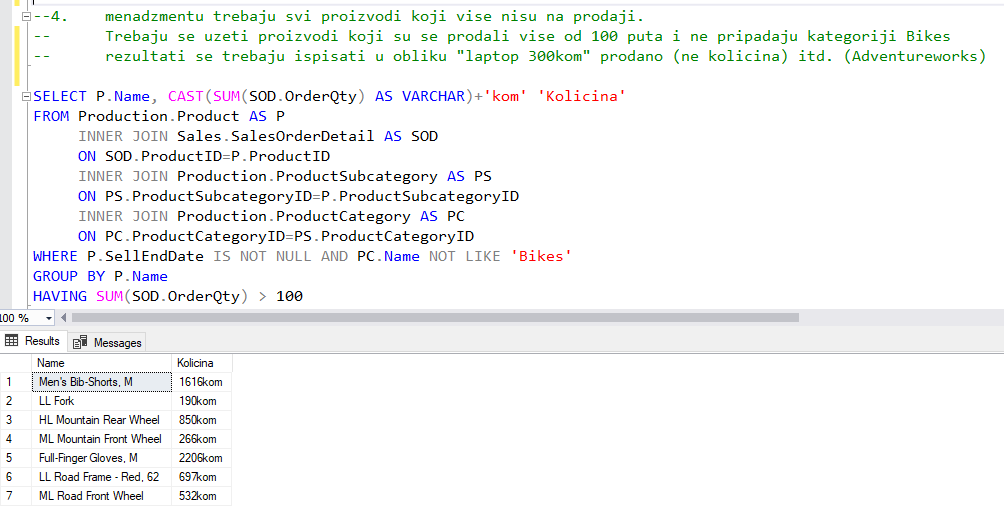 --4. menadzmentu trebaju svi proizvodi koji vise nisu na prodaji.
-- Trebaju se uzeti proizvodi koji su se prodali vise od 100 puta i ne pripadaju kategoriji Bikes
-- rezultati se trebaju ispisati u obliku "laptop 300kom" prodano (ne kolicina) itd. (Adventureworks)
SELECT P.Name, CAST(SUM(SOD.OrderQty) AS VARCHAR)+'kom' 'Kolicina'
FROM Production.Product AS P
INNER JOIN Sales.SalesOrderDetail AS SOD
ON SOD.ProductID=P.ProductID
INNER JOIN Production.ProductSubcategory AS PS
ON PS.ProductSubcategoryID=P.ProductSubcategoryID
INNER JOIN Production.ProductCategory AS PC
ON PC.ProductCategoryID=PS.ProductCategoryID
WHERE P.SellEndDate IS NOT NULL AND PC.Name NOT LIKE 'Bikes'
GROUP BY P.Name
HAVING SUM(SOD.OrderQty) > 100
100 %
Results Messages
Name Kolicina
1 Men's Bib-Shorts, M 1616kom
2 LL Fork 190kom
3 HL Mountain Rear Wheel 850kom
4 ML Mountain Front Wheel 266kom
5 Full-Finger Gloves, M 2206kom
6 LL Road Frame - Red, 62 697kom
7 ML Road Front Wheel 532kom